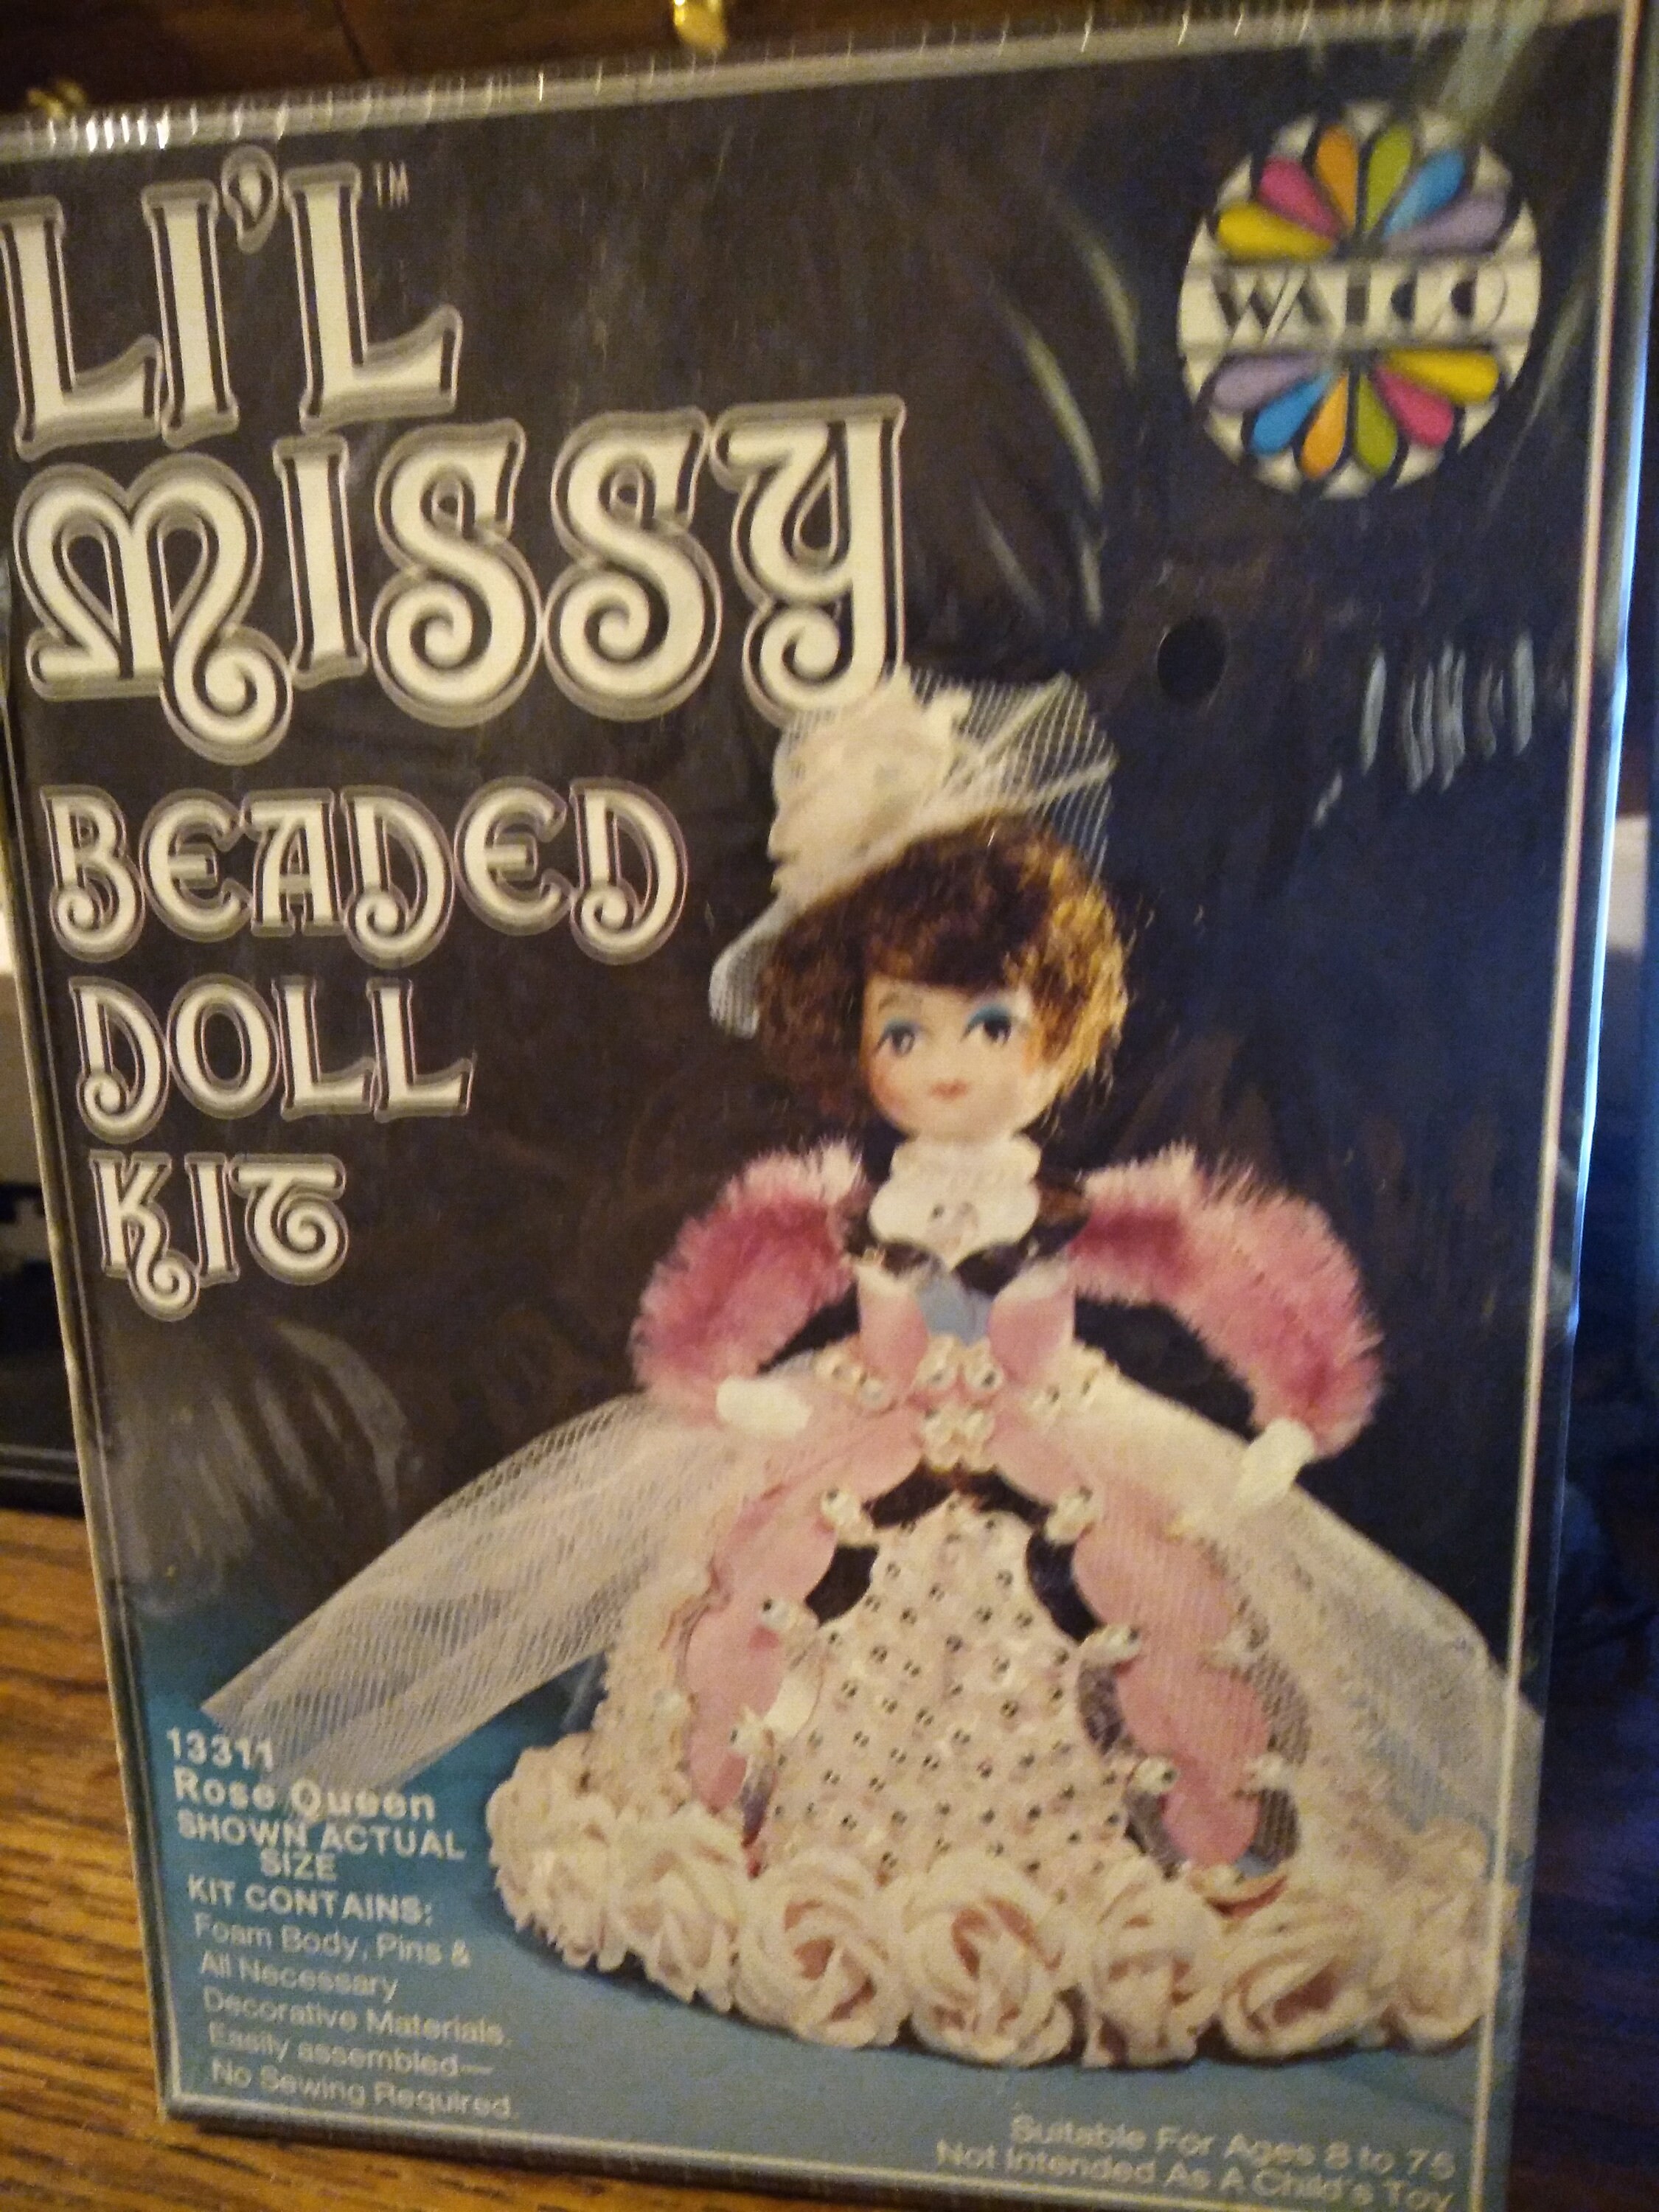 LI'L™
MISSY
BEADED
DOLL
KIT
WALCO
13311
Rose Queen
SHOWN ACTUAL
SIZE
KIT CONTAINS:
Foam Body, Pins &
All Necessary
Decorative Materials.
Easily assembled—
No Sewing Required.
Suitable For Ages 8 to 75
Not Intended As A Child's Toy